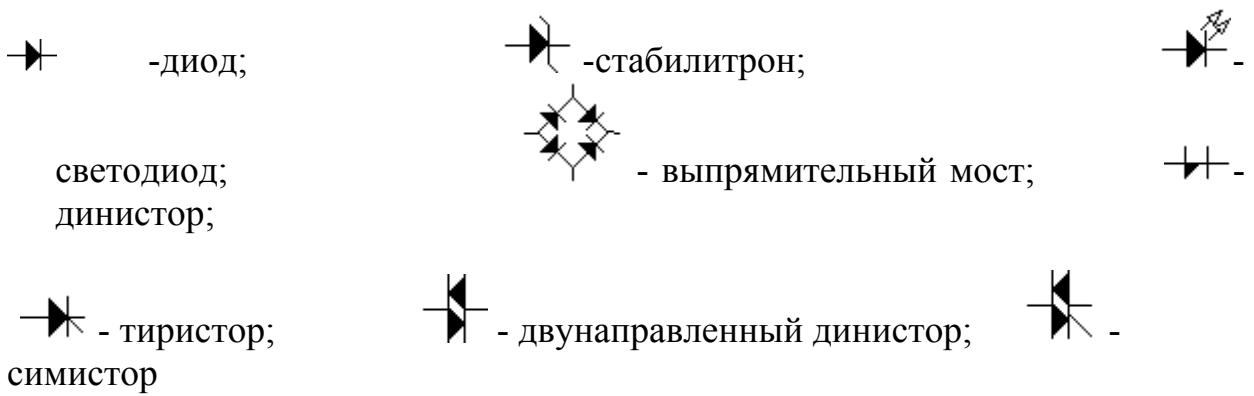 -диод; -стабилитрон; -
светодиод; - выпрямительный мост; -
динистор;
- тиристор; - двунаправленный динистор; -
симистор